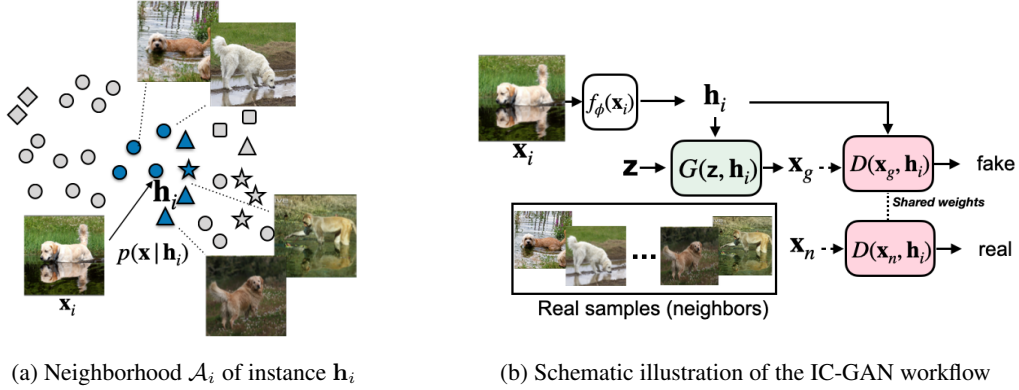 h_i
p(x | h_i)
x_i
(a) Neighborhood A_i of instance h_i
x_i
f_ϕ(x_i)
h_i
z
G(z, h_i)
x_g
D(x_g, h_i)
fake
Shared weights
x_n
D(x_n, h_i)
real
...
Real samples (neighbors)
(b) Schematic illustration of the IC-GAN workflow